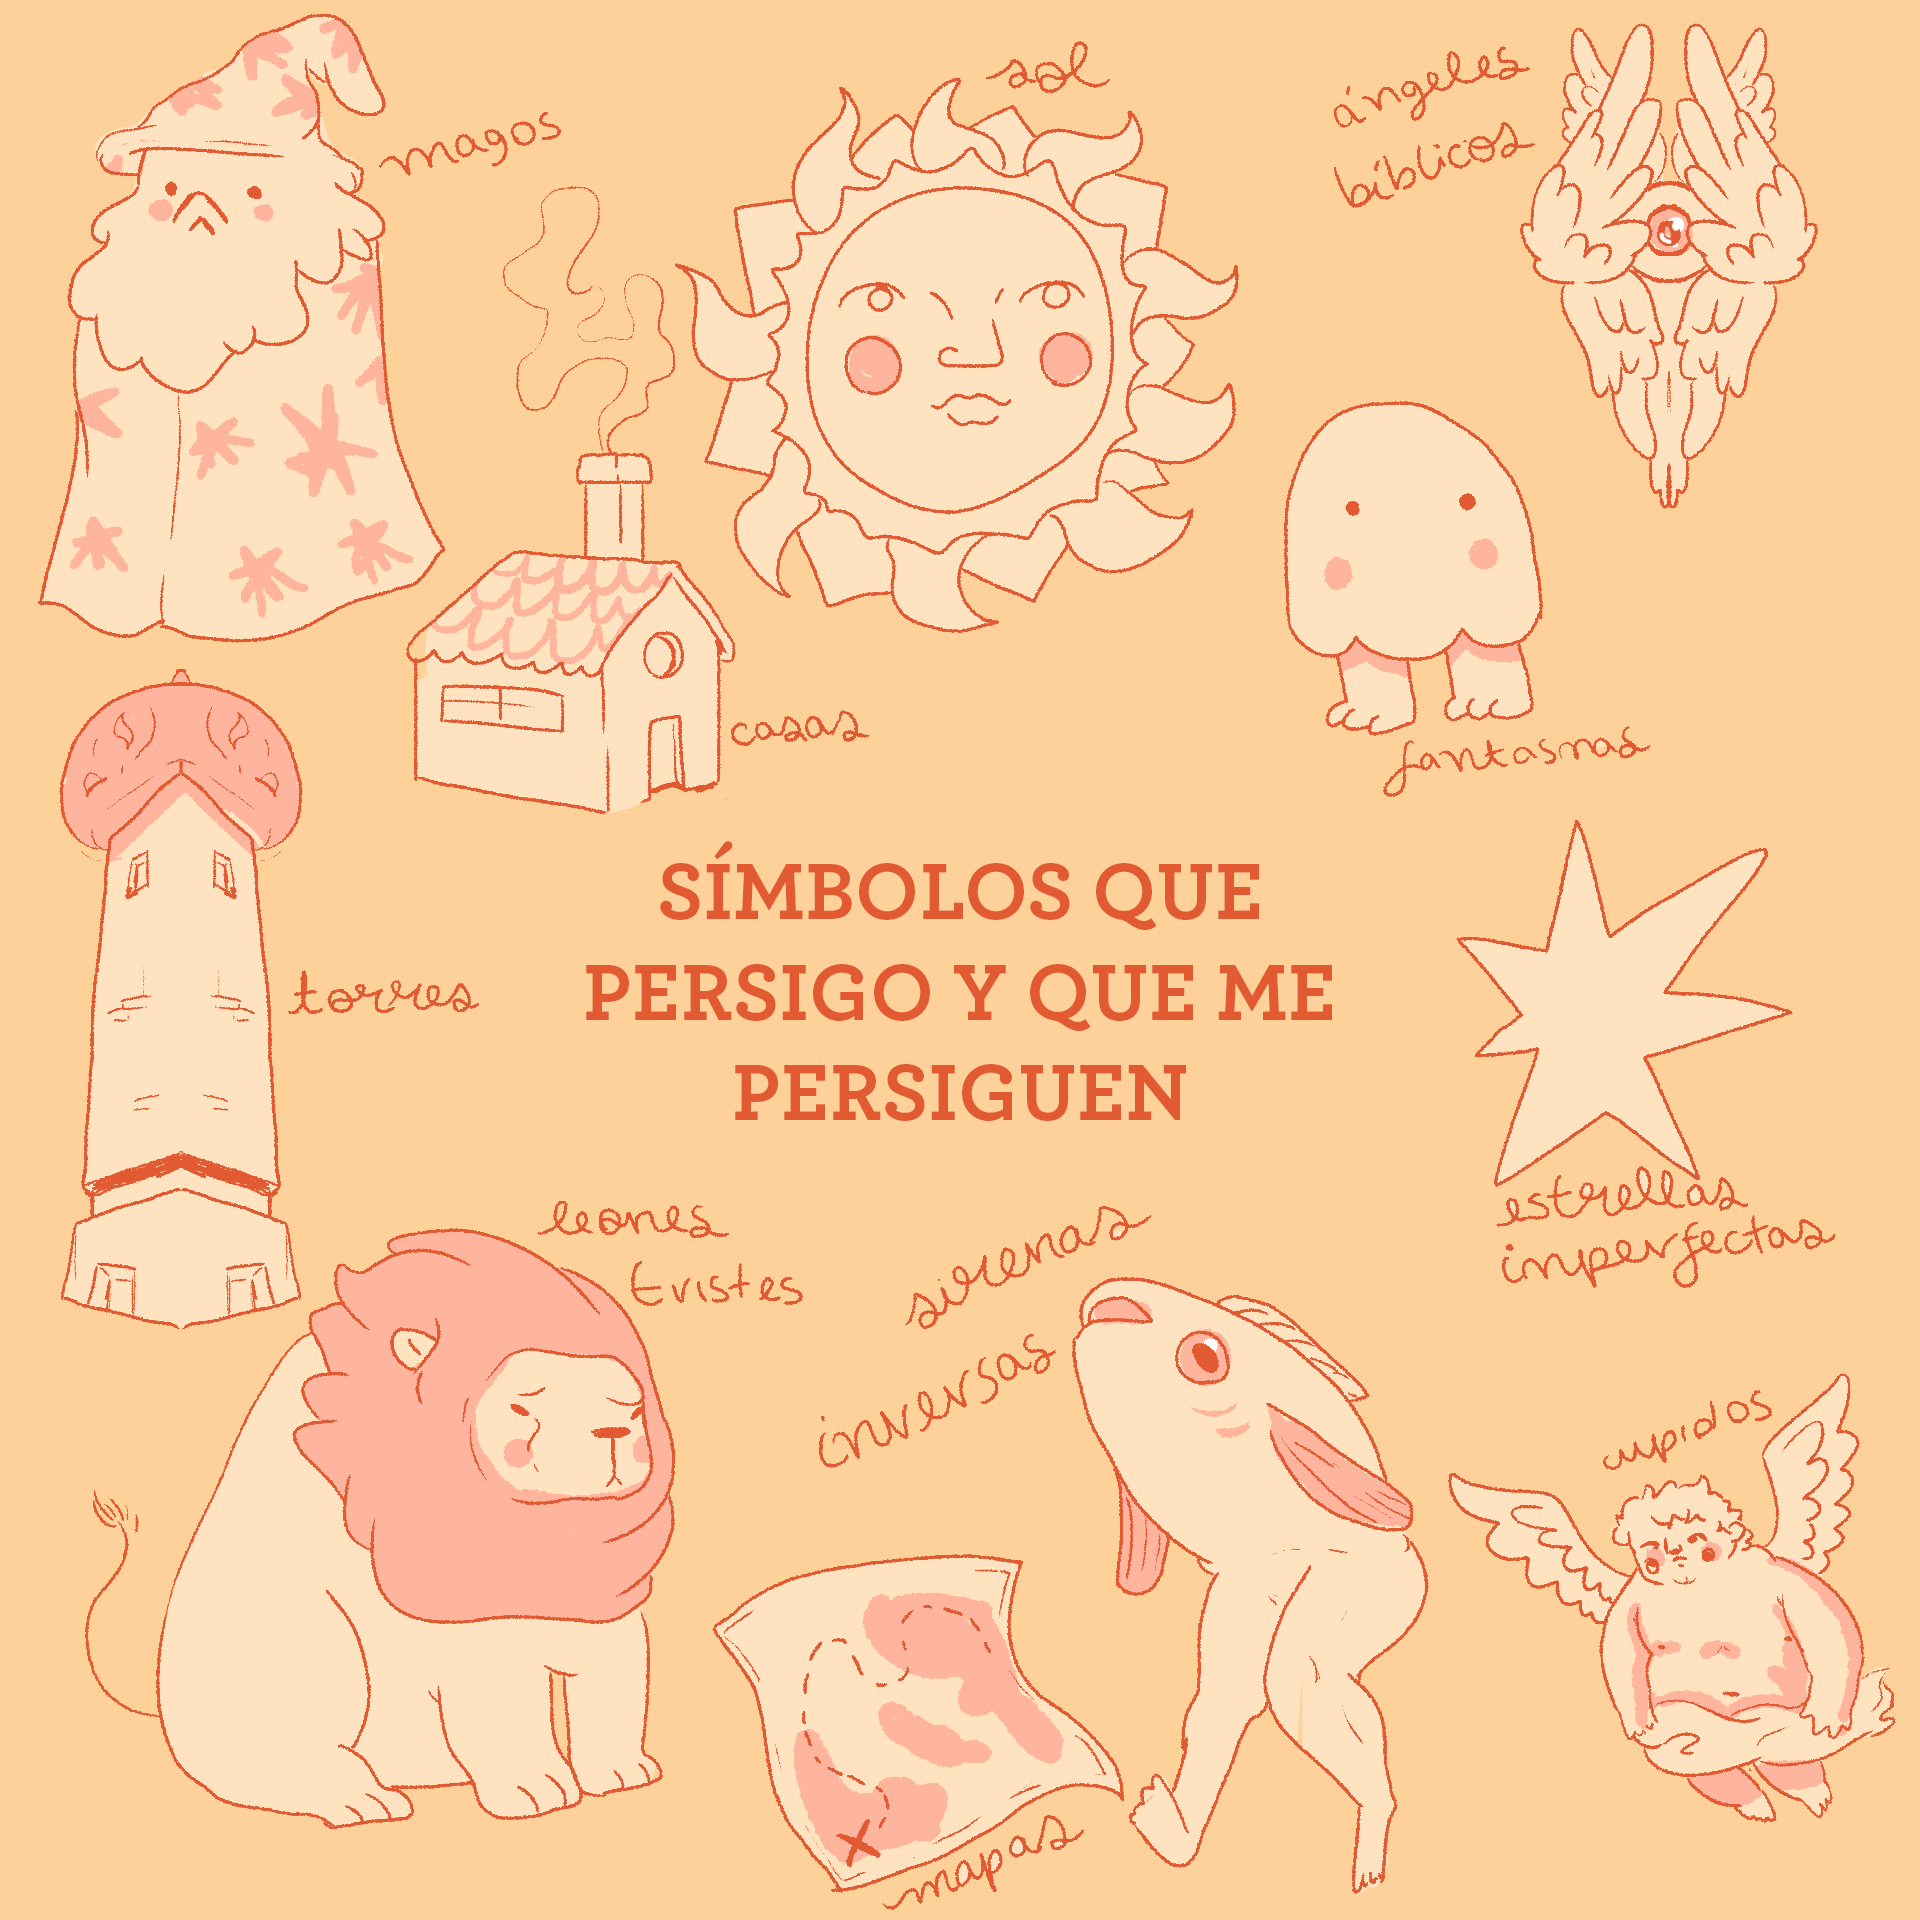 sol
ángeles
bíblicos
magos
casas
fantasmas
SÍMBOLOS QUE
PERSIGO Y QUE ME
PERSIGUEN
torres
estrellas
imperfectas
leones
tristes
sirenas
inversas
cupidos
mapas